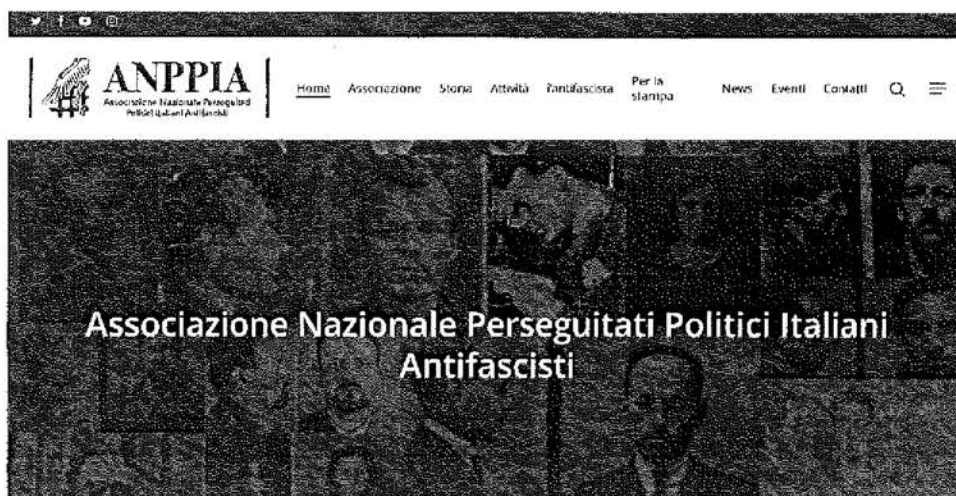 ANPPIA
Associazione Nazionale Perseguitati
Politici Italiani Antifascisti
Home Associazione Storia Attività l'antifascista Per la stampa News Eventi Contatti
Associazione Nazionale Perseguitati Politici Italiani
Antifascisti